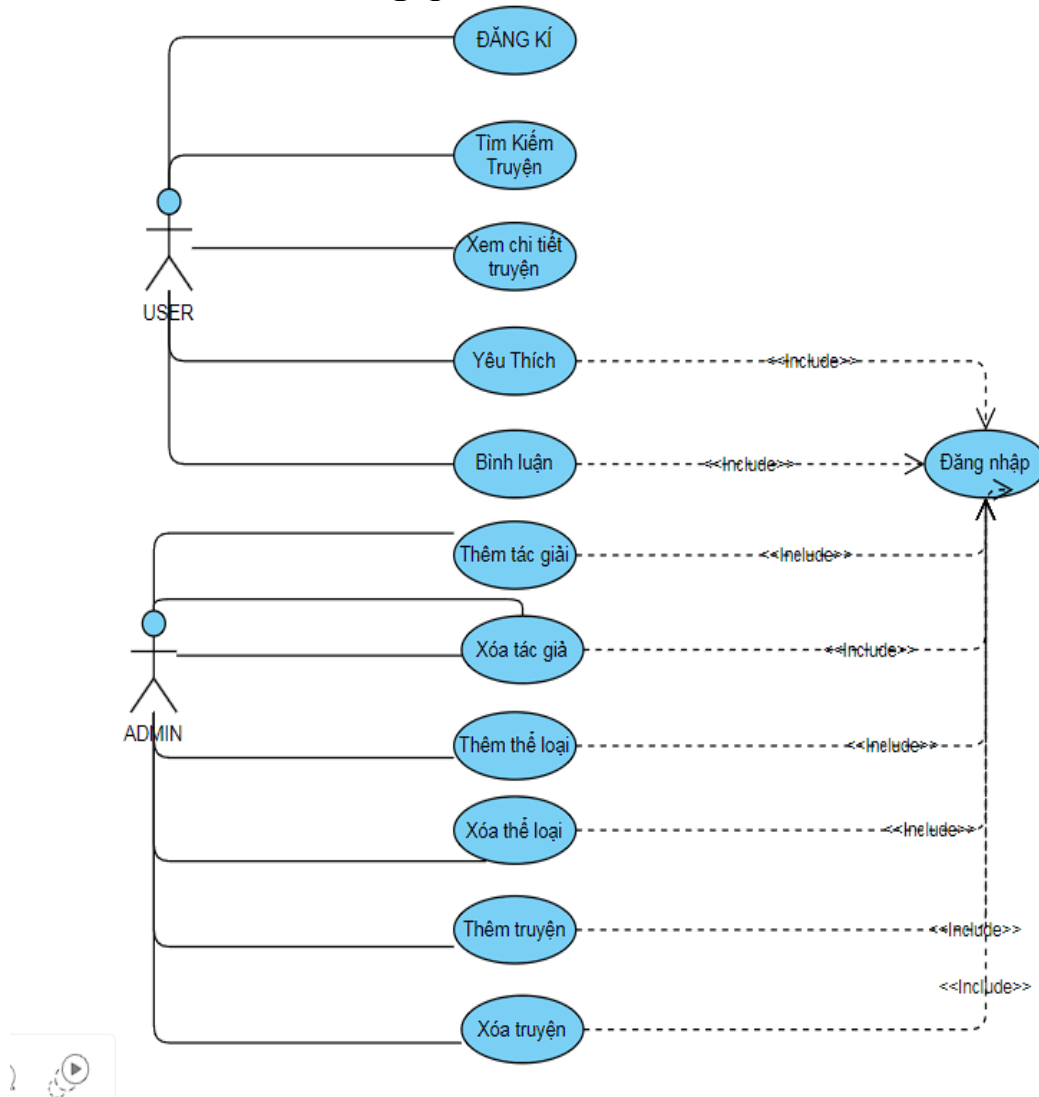 ĐĂNG KÍ
Tìm Kiếm
Truyện
Xem chi tiết
truyện
USER
Yêu Thích
<<Include>>
Bình luận
<<Include>>
Đăng nhập
Thêm tác giải
<<Include>>
Xóa tác giả
<<Include>>
ADMIN
Thêm thể loại
<<Include>>
Xóa thể loại
<<Include>>
Thêm truyện
<<Include>>
<<Include>>
Xóa truyện